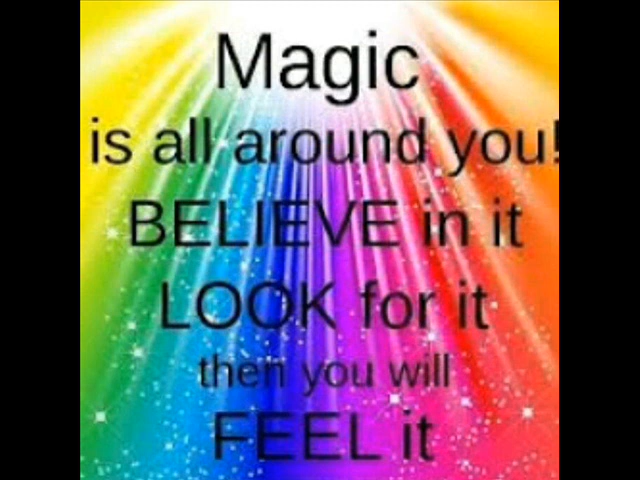 Magic
is all around you!
BELIEVE in it
LOOK for it
then you will
FEEL it